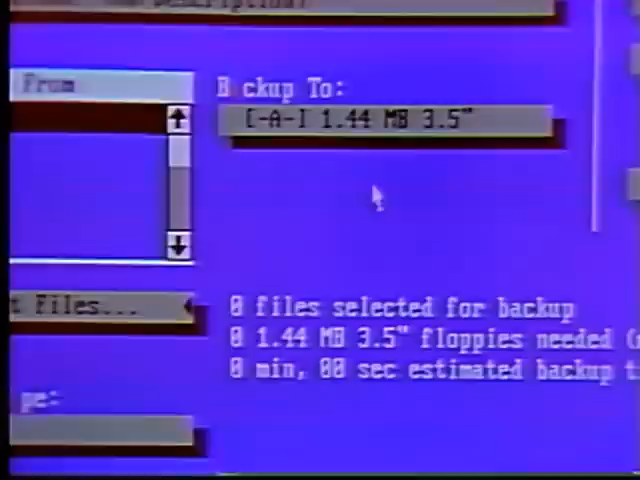 From
Backup To:
[-A-] 1.44 MB 3.5"
t Files...
0 files selected for backup
0 1.44 MB 3.5" floppies needed (
0 min, 00 sec estimated backup t
pe: